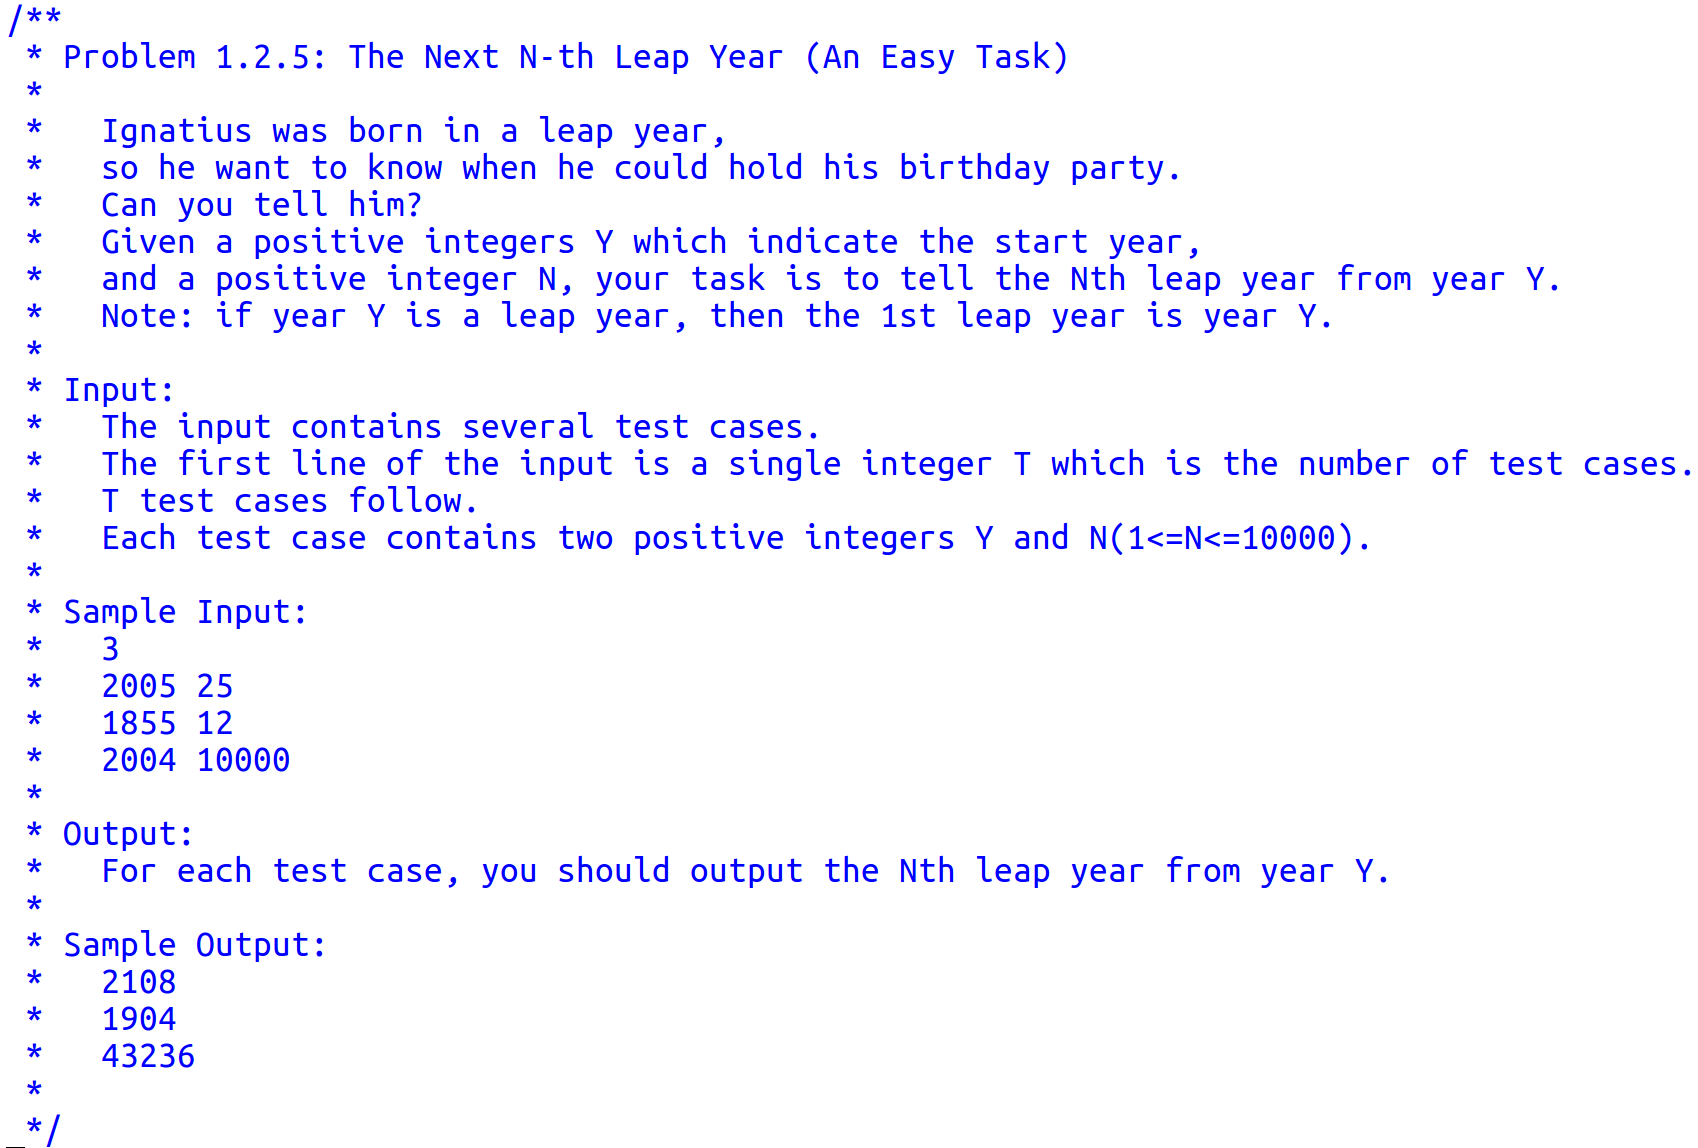 /**
 * Problem 1.2.5: The Next N-th Leap Year (An Easy Task)
 *
 *   Ignatius was born in a leap year,
 *   so he want to know when he could hold his birthday party.
 *   Can you tell him?
 *   Given a positive integers Y which indicate the start year,
 *   and a positive integer N, your task is to tell the Nth leap year from year Y.
 *   Note: if year Y is a leap year, then the 1st leap year is year Y.
 *
 * Input:
 *   The input contains several test cases.
 *   The first line of the input is a single integer T which is the number of test cases.
 *   T test cases follow.
 *   Each test case contains two positive integers Y and N(1<=N<=10000).
 *
 * Sample Input:
 *   3
 *   2005 25
 *   1855 12
 *   2004 10000
 *
 * Output:
 *   For each test case, you should output the Nth leap year from year Y.
 *
 * Sample Output:
 *   2108
 *   1904
 *   43236
 *
 */